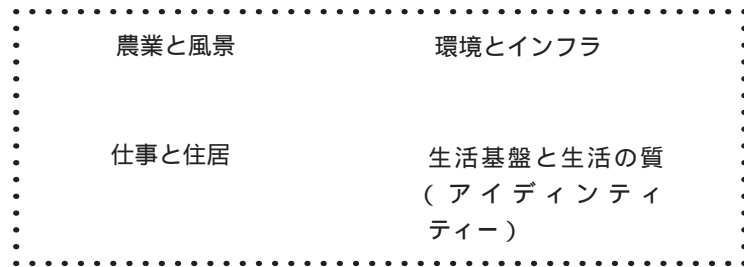 農業と風景
環境とインフラ
仕事と住居
生活基盤と生活の質
(アイディンティ
ティー)